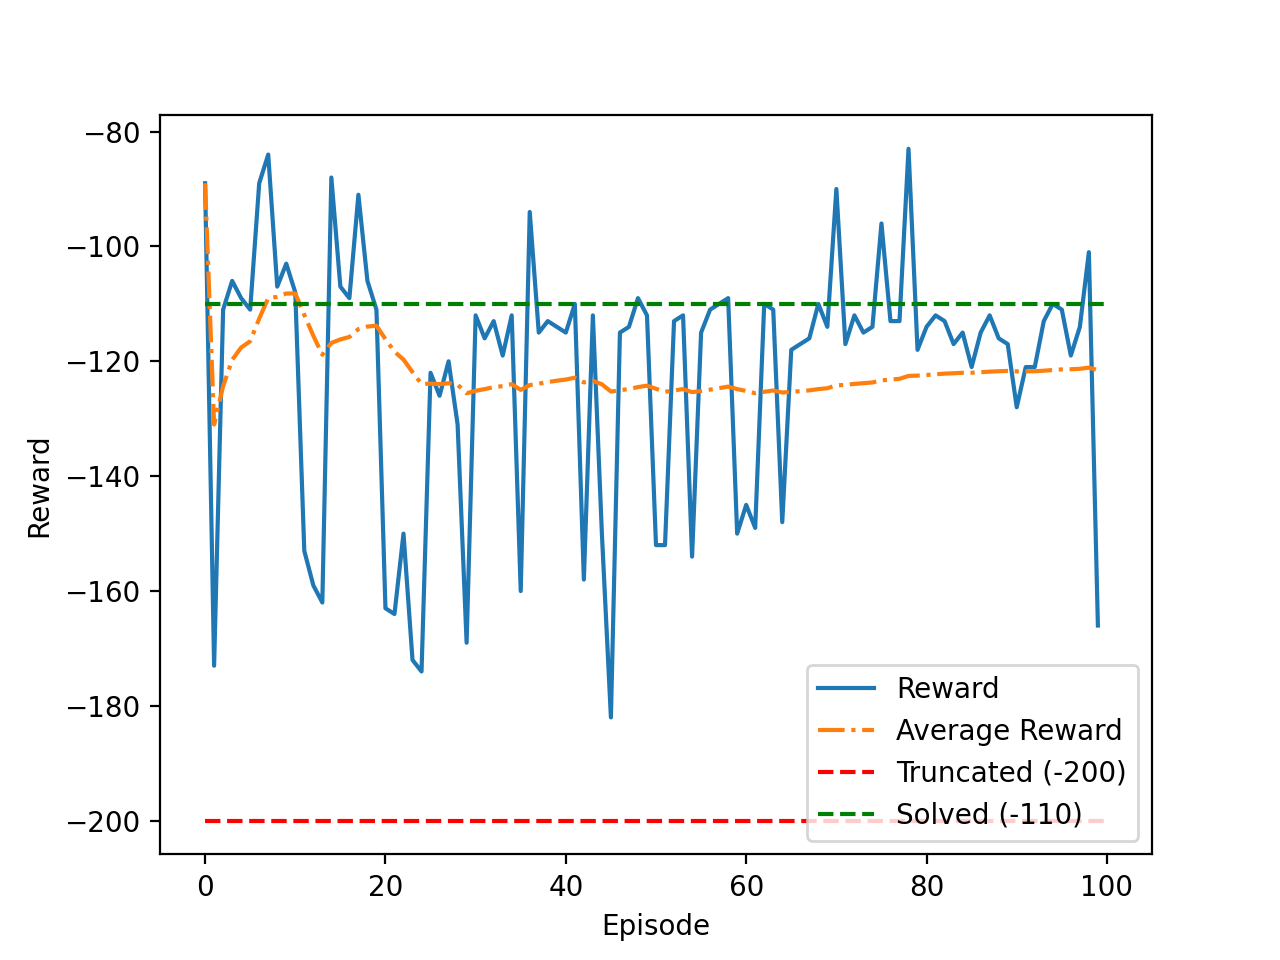 −80
−100
−120
−140
−160
−180
−200
Reward
0 20 40 60 80 100
Episode
Reward
Average Reward
Truncated (-200)
Solved (-110)